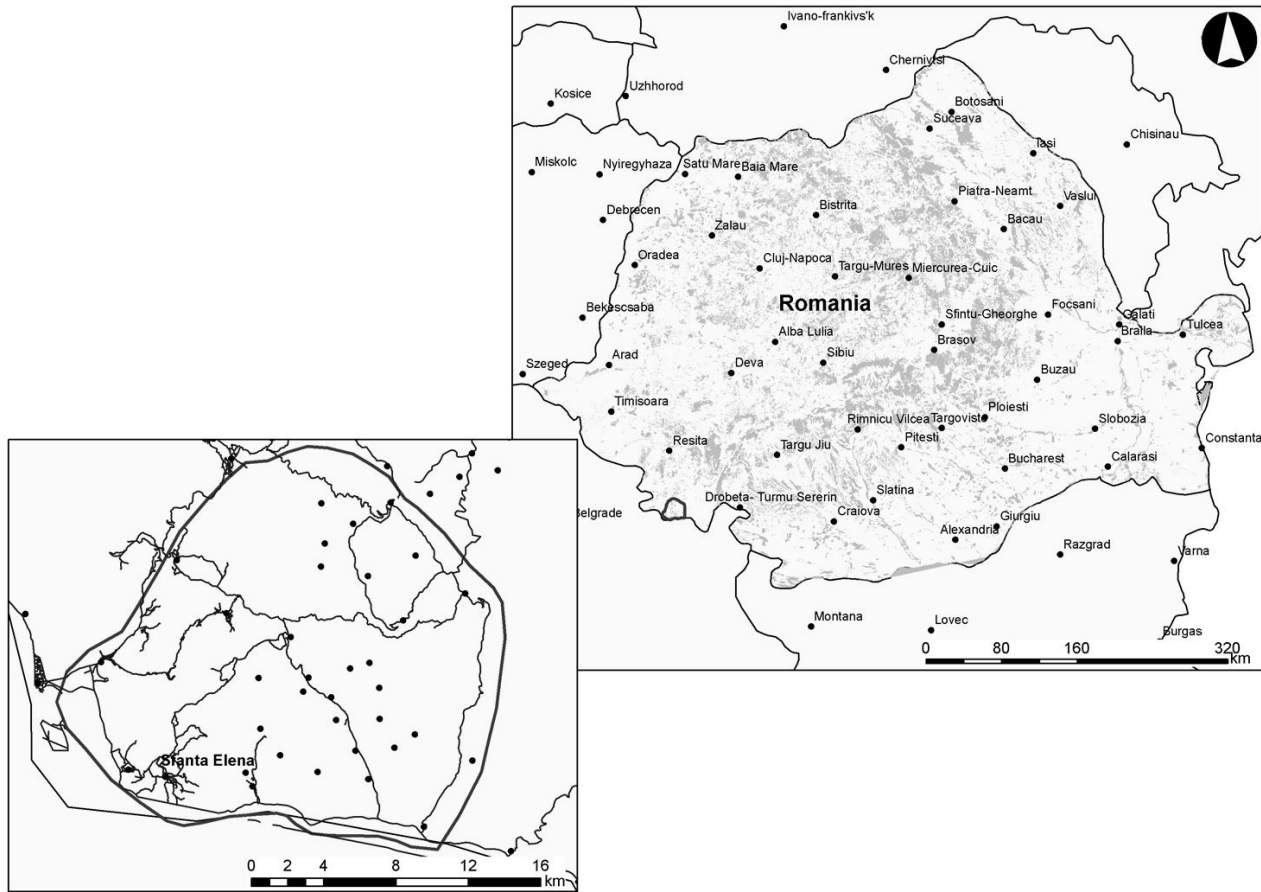 Ivano-frankivs'k
Chernivtsi
Uzhhorod
Kosice
Botosani
Suceava
Chisinau
Iasi
Miskolc
Nyiregyhaza
Satu Mare
Baia Mare
Piatra-Neamt
Vaslui
Debrecen
Bistrita
Bacau
Zalau
Oradea
Cluj-Napoca
Targu-Mures
Miercurea-Cuic
Romania
Bekescsaba
Sfintu-Gheorghe
Focsani
Galati
Tulcea
Braila
Alba Lulia
Brasov
Szeged
Arad
Deva
Sibiu
Buzau
Timisoara
Rimnicu Vilcea
Targoviste
Ploiesti
Slobozia
Resita
Targu Jiu
Pitesti
Constanta
Bucharest
Calarasi
Drobeta- Turmu Sererin
Slatina
Belgrade
Craiova
Giurgiu
Alexandria
Razgrad
Varna
Montana
Lovec
Burgas
0 80 160 320
km
Sfanta Elena
0 2 4 8 12 16
km